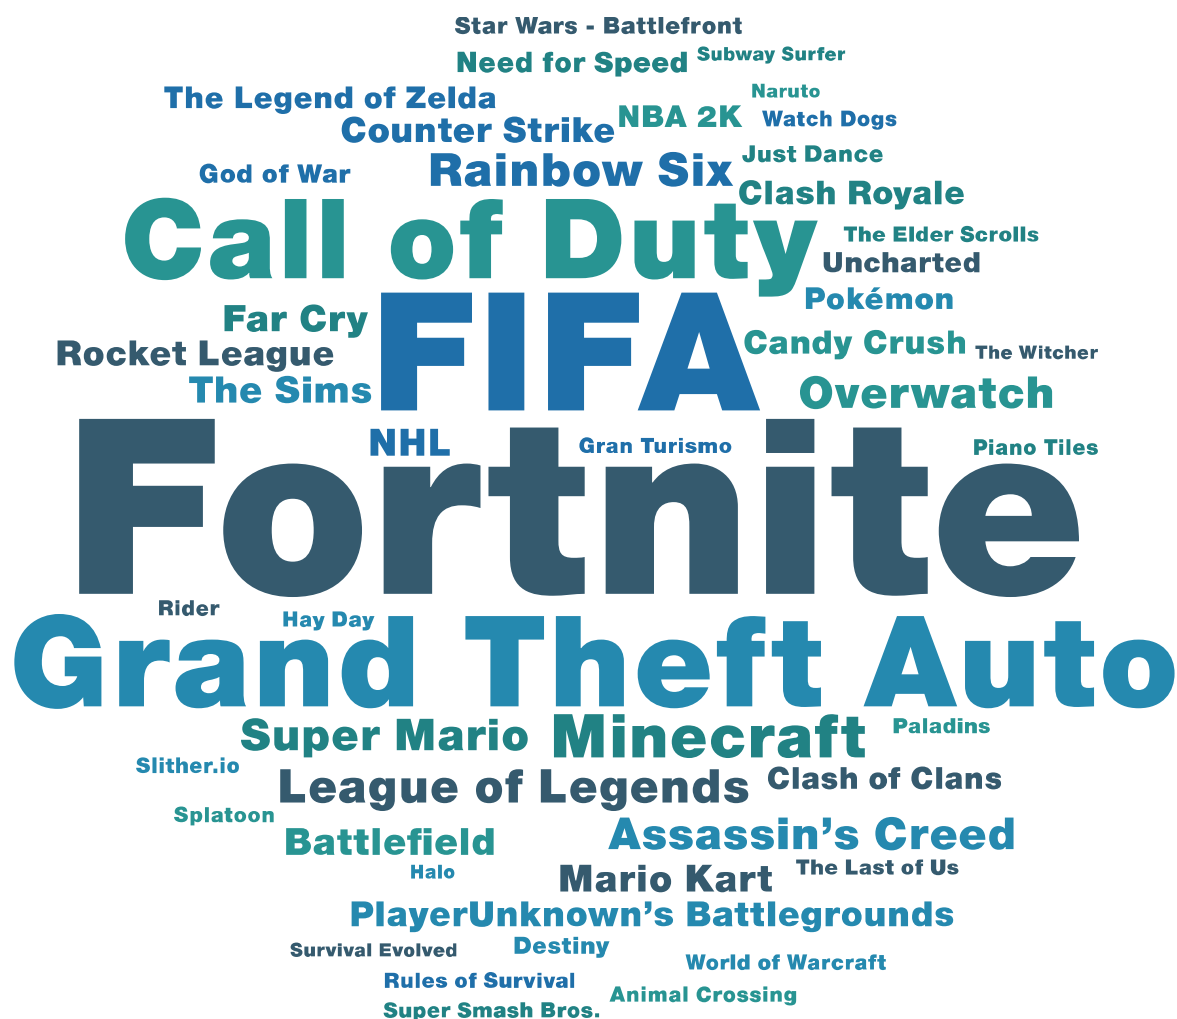 Star Wars - Battlefront
Need for Speed
Subway Surfer
The Legend of Zelda
Naruto
Counter Strike
NBA 2K
Watch Dogs
God of War
Rainbow Six
Just Dance
Clash Royale
Call of Duty
The Elder Scrolls
Uncharted
Pokémon
Far Cry
FIFA
Candy Crush
Rocket League
The Witcher
The Sims
Overwatch
NHL
Gran Turismo
Piano Tiles
Fortnite
Rider
Hay Day
Grand Theft Auto
Super Mario
Minecraft
Paladins
Slither.io
League of Legends
Clash of Clans
Splatoon
Battlefield
Assassin’s Creed
Halo
Mario Kart
The Last of Us
PlayerUnknown’s Battlegrounds
Survival Evolved
Destiny
World of Warcraft
Rules of Survival
Animal Crossing
Super Smash Bros.